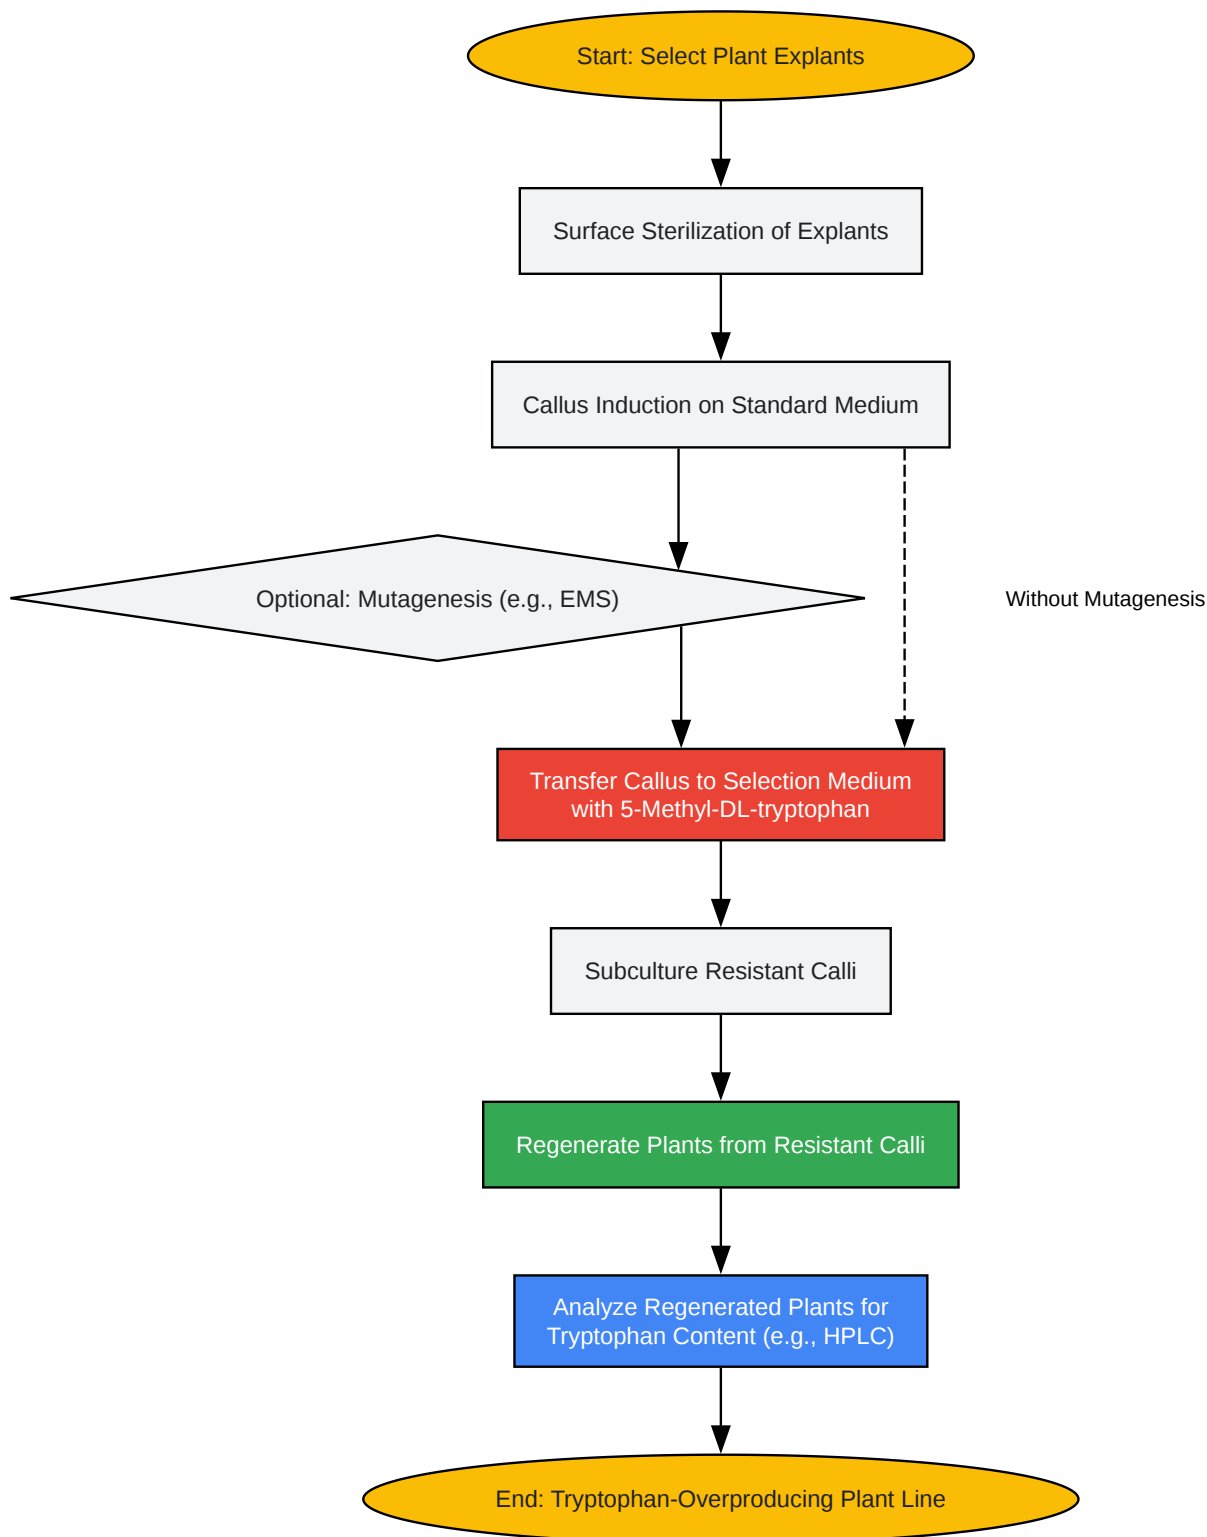 Start: Select Plant Explants
Surface Sterilization of Explants
Callus Induction on Standard Medium
Optional: Mutagenesis (e.g., EMS)
Without Mutagenesis
Transfer Callus to Selection Medium
with 5-Methyl-DL-tryptophan
Subculture Resistant Calli
Regenerate Plants from Resistant Calli
Analyze Regenerated Plants for
Tryptophan Content (e.g., HPLC)
End: Tryptophan-Overproducing Plant Line